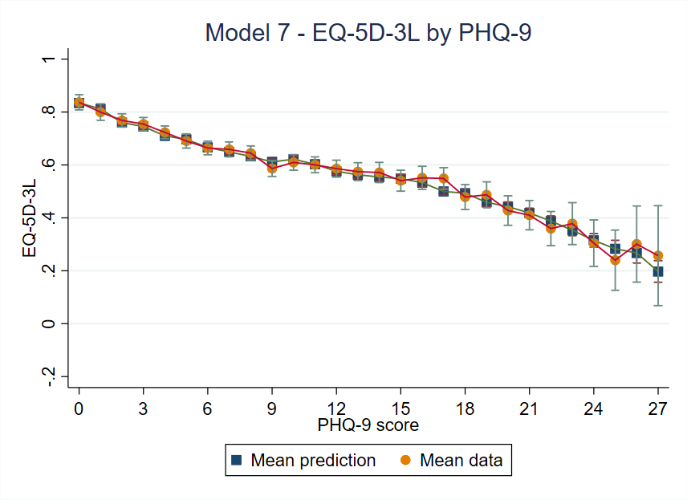 Model 7 - EQ-5D-3L by PHQ-9
1
.8
.6
.4
.2
0
-.2
EQ-5D-3L
0 3 6 9 12 15 18 21 24 27
PHQ-9 score
Mean prediction Mean data